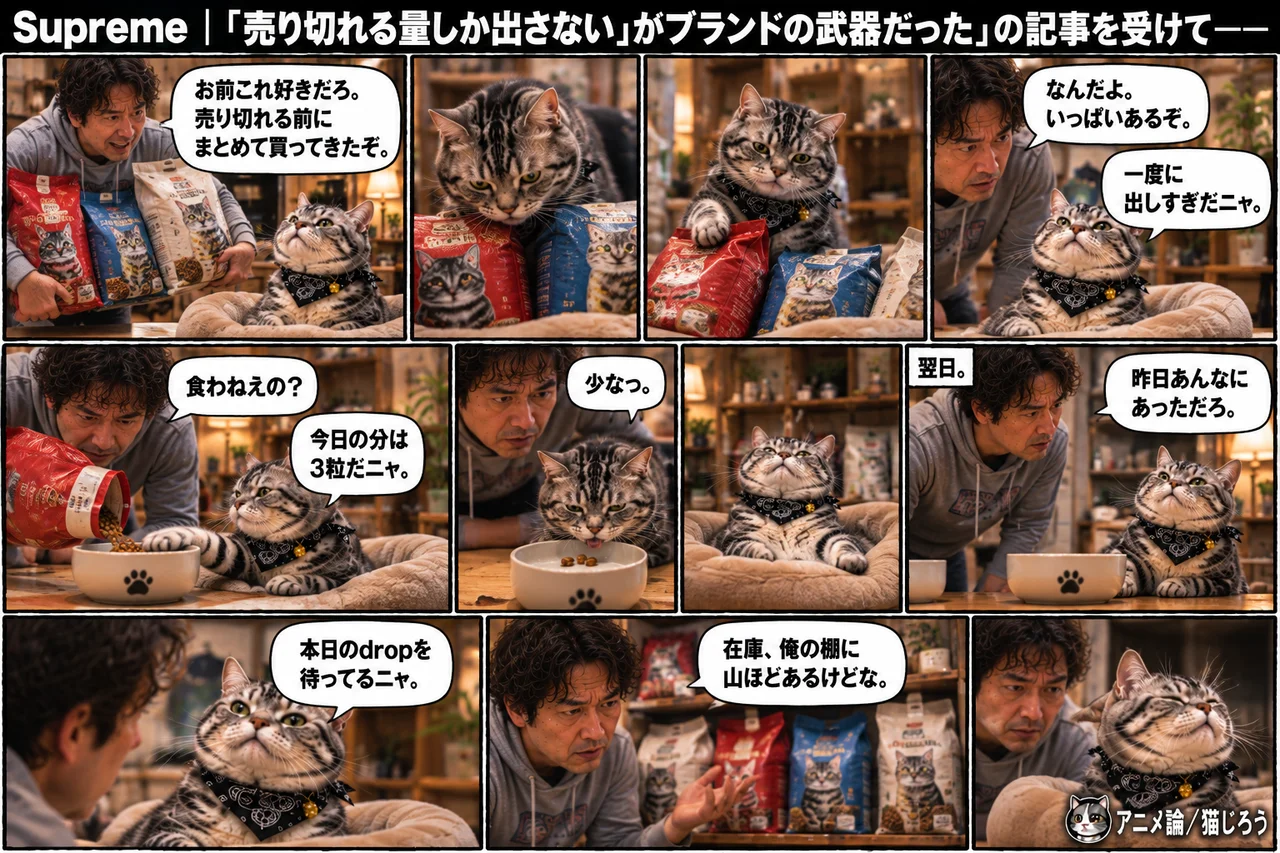 Supreme｜「売り切れる量しか出さない」がブランドの武器だった」の記事を受けて――
お前これ好きだろ。
売り切れる前に
まとめて買ってきたぞ。
なんだよ。
いっぱいあるぞ。
一度に
出しすぎだニャ。
食わねえの？
今日の分は
3粒だニャ。
少なっ。
翌日。
昨日あんなに
あっただろ。
本日のdropを
待ってるニャ。
在庫、俺の棚に
山ほどあるけどな。
アニメ論／猫じろう